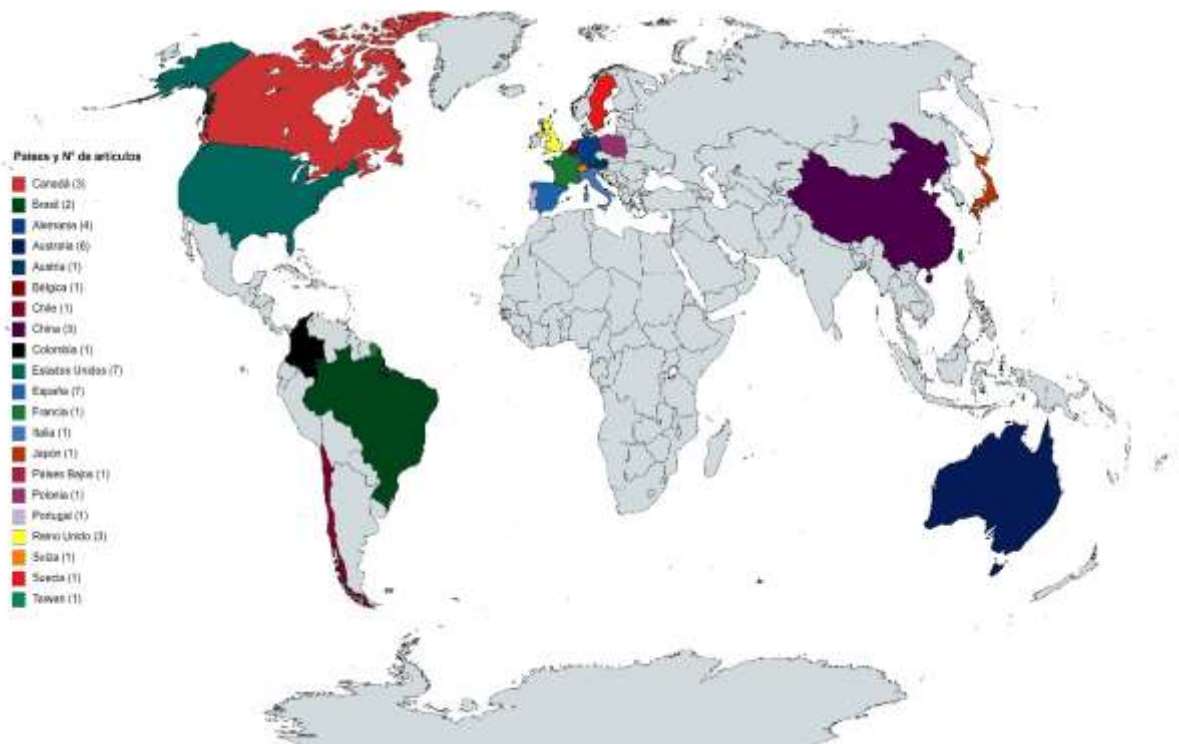 Países y N° de artículos
Canadá (3)
Brasil (2)
Alemania (4)
Australia (6)
Austria (1)
Bélgica (1)
Chile (1)
China (3)
Colombia (1)
Estados Unidos (7)
España (7)
Francia (1)
Italia (1)
Japón (1)
Países Bajos (1)
Polonia (1)
Portugal (1)
Reino Unido (3)
Suiza (1)
Suecia (1)
Taiwan (1)